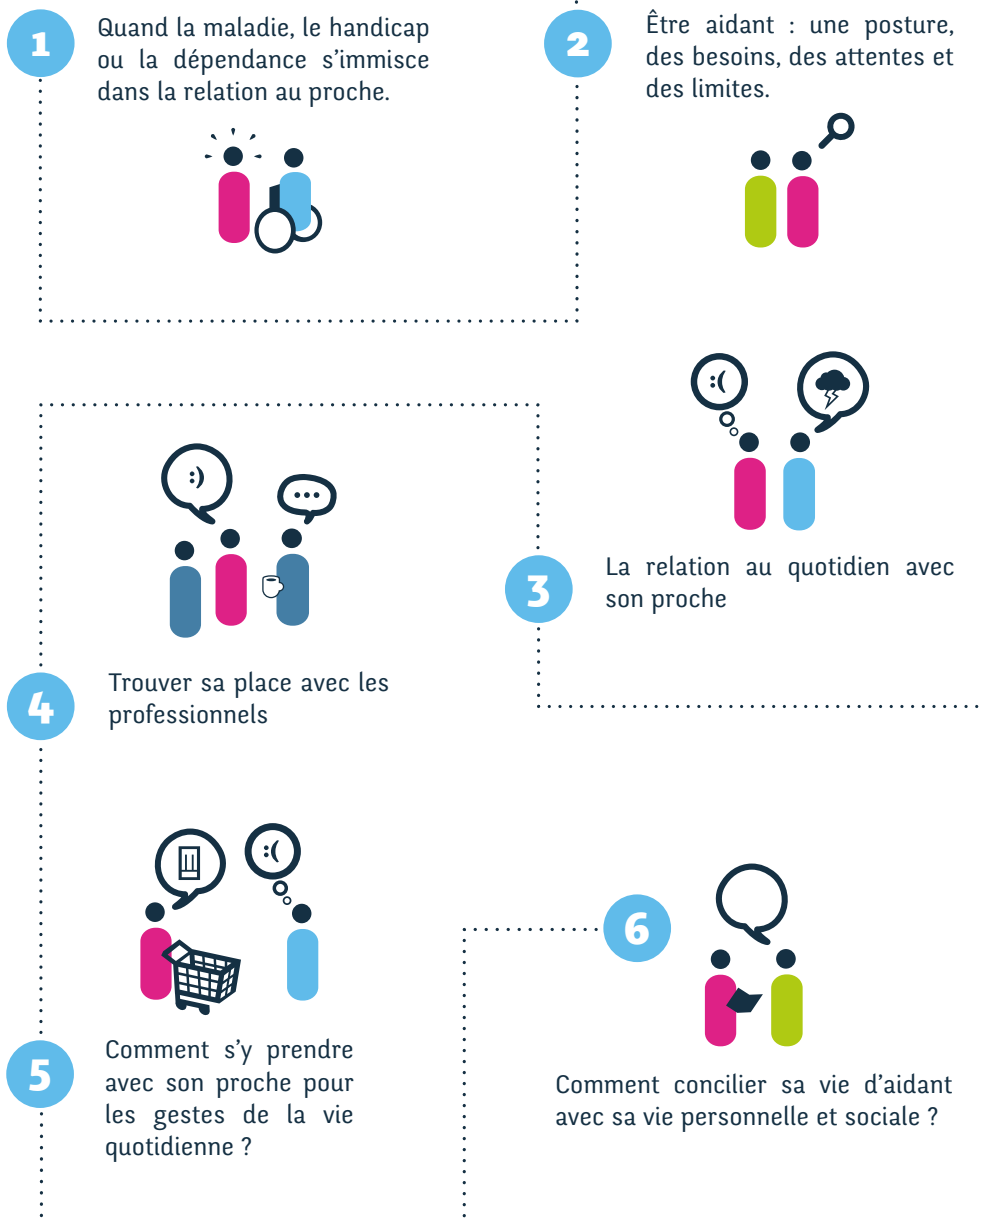 1
Quand la maladie, le handicap
ou la dépendance s'immisce
dans la relation au proche.
2
Être aidant : une posture,
des besoins, des attentes et
des limites.
:(
3
La relation au quotidien avec
son proche
:)
...
4
Trouver sa place avec les
professionnels
:(
5
Comment s'y prendre
avec son proche pour
les gestes de la vie
quotidienne ?
6
Comment concilier sa vie d'aidant
avec sa vie personnelle et sociale ?